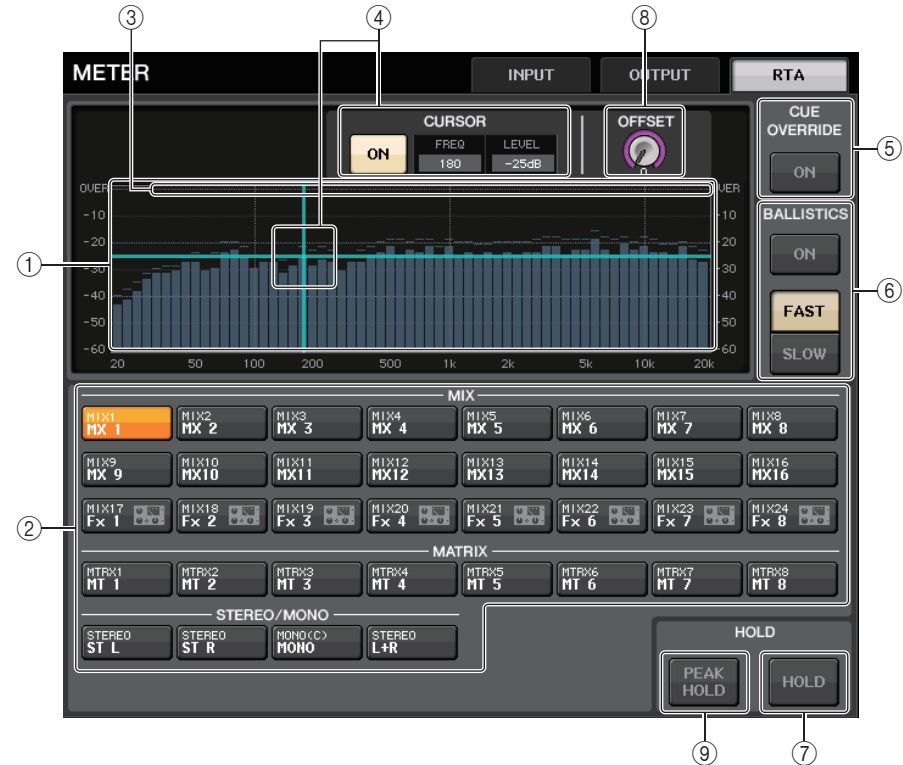 ③ ④ ⑧
METER INPUT OUTPUT RTA
CURSOR OFFSET CUE OVERRIDE
ON FREQ LEVEL
180 -25dB 0 ON
⑤
OVER OVER
-10 -10 BALLISTICS
-20 -20 ON
①
-30 -30
⑥
-40 -40 FAST
-50 -50
-60 -60 SLOW
20 50 100 200 500 1k 2k 5k 10k 20k
MIX
MIX1 MIX2 MIX3 MIX4 MIX5 MIX6 MIX7 MIX8
MX 1 MX 2 MX 3 MX 4 MX 5 MX 6 MX 7 MX 8
MIX9 MIX10 MIX11 MIX12 MIX13 MIX14 MIX15 MIX16
MX 9 MX10 MX11 MX12 MX13 MX14 MX15 MX16
②
MIX17 MIX18 MIX19 MIX20 MIX21 MIX22 MIX23 MIX24
Fx 1 Fx 2 Fx 3 Fx 4 Fx 5 Fx 6 Fx 7 Fx 8
MATRIX
MTRX1 MTRX2 MTRX3 MTRX4 MTRX5 MTRX6 MTRX7 MTRX8
MT 1 MT 2 MT 3 MT 4 MT 5 MT 6 MT 7 MT 8
STEREO/MONO
STEREO STEREO MONO(C) STEREO
ST L ST R MONO L+R
HOLD
PEAK HOLD HOLD
⑨ ⑦